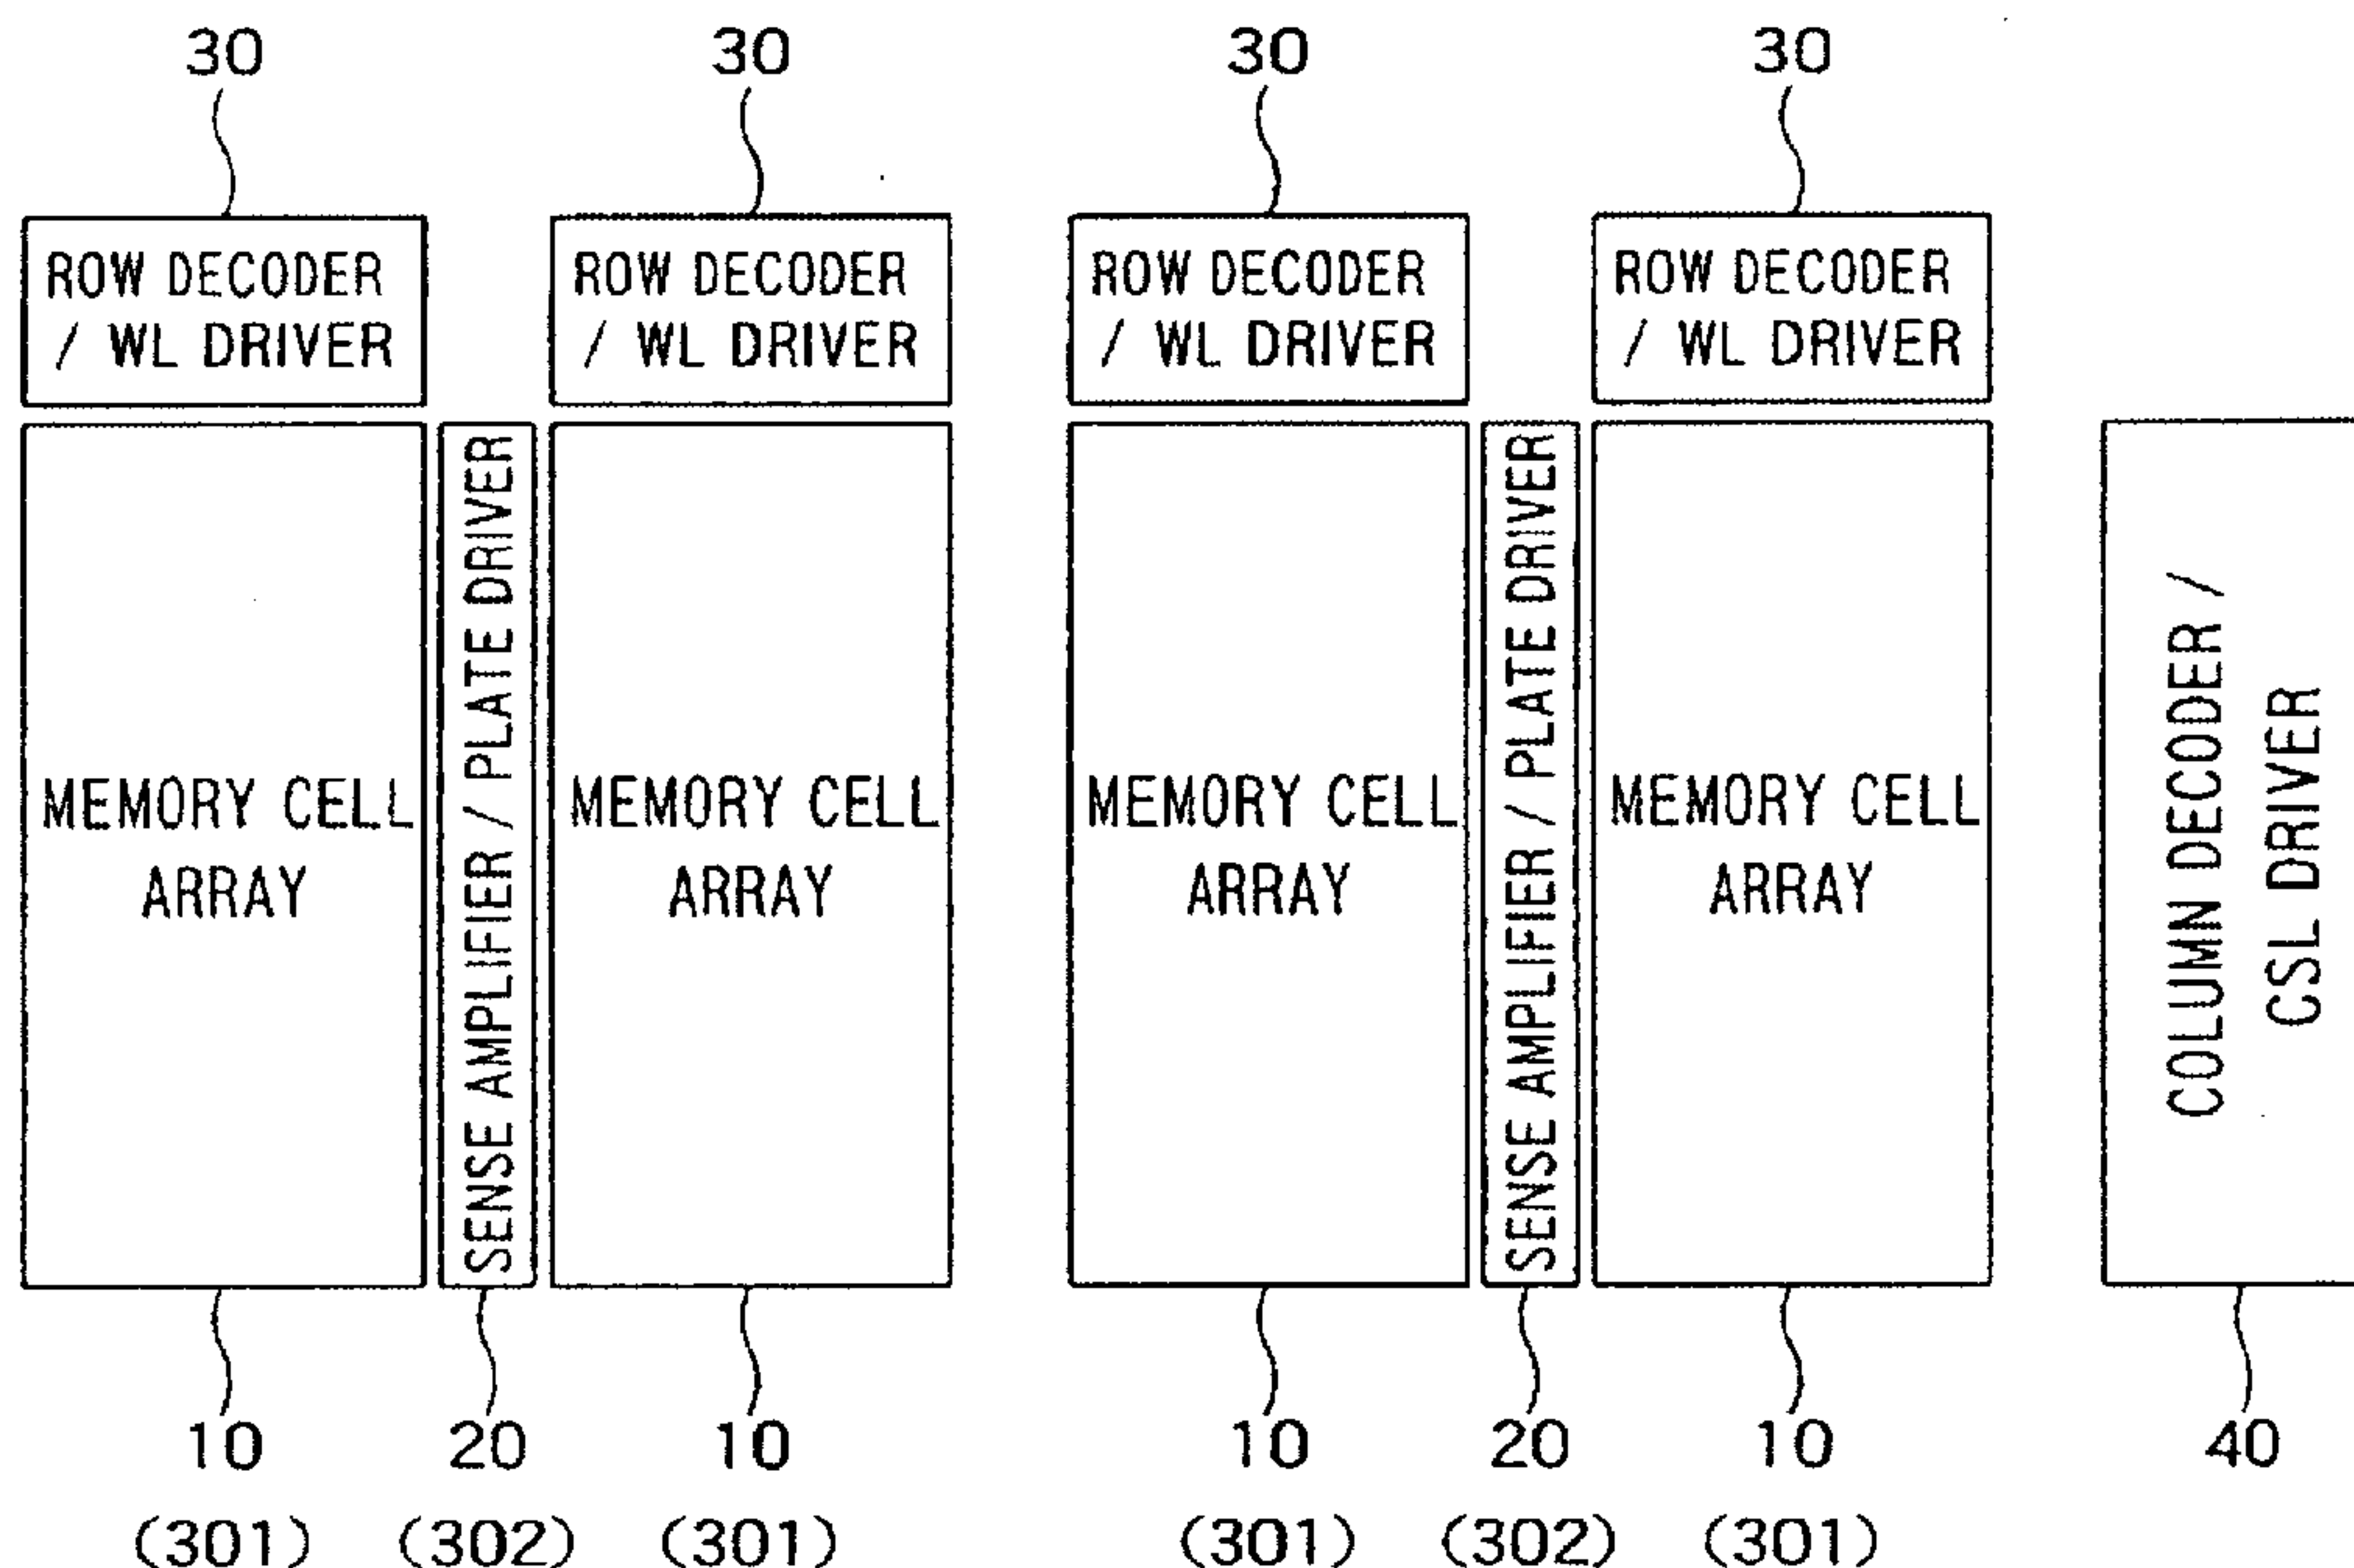 30 30 30 30
ROW DECODER
/ WL DRIVER
ROW DECODER
/ WL DRIVER
ROW DECODER
/ WL DRIVER
ROW DECODER
/ WL DRIVER
MEMORY CELL
ARRAY
SENSE AMPLIFIER / PLATE DRIVER
MEMORY CELL
ARRAY
MEMORY CELL
ARRAY
SENSE AMPLIFIER / PLATE DRIVER
MEMORY CELL
ARRAY
COLUMN DECODER /
CSL DRIVER
10 20 10 10 20 10 40
(301) (302) (301) (301) (302) (301)